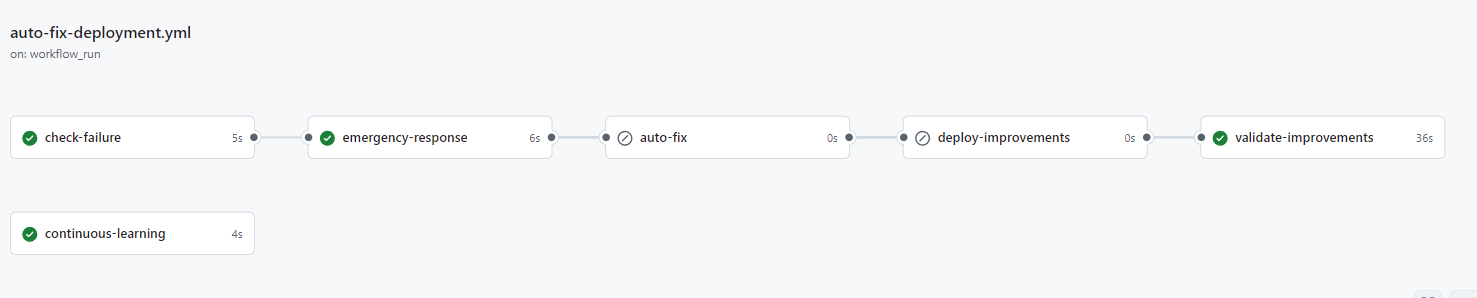 auto-fix-deployment.yml
on: workflow_run
check-failure 5s
emergency-response 6s
auto-fix 0s
deploy-improvements 0s
validate-improvements 36s
continuous-learning 4s